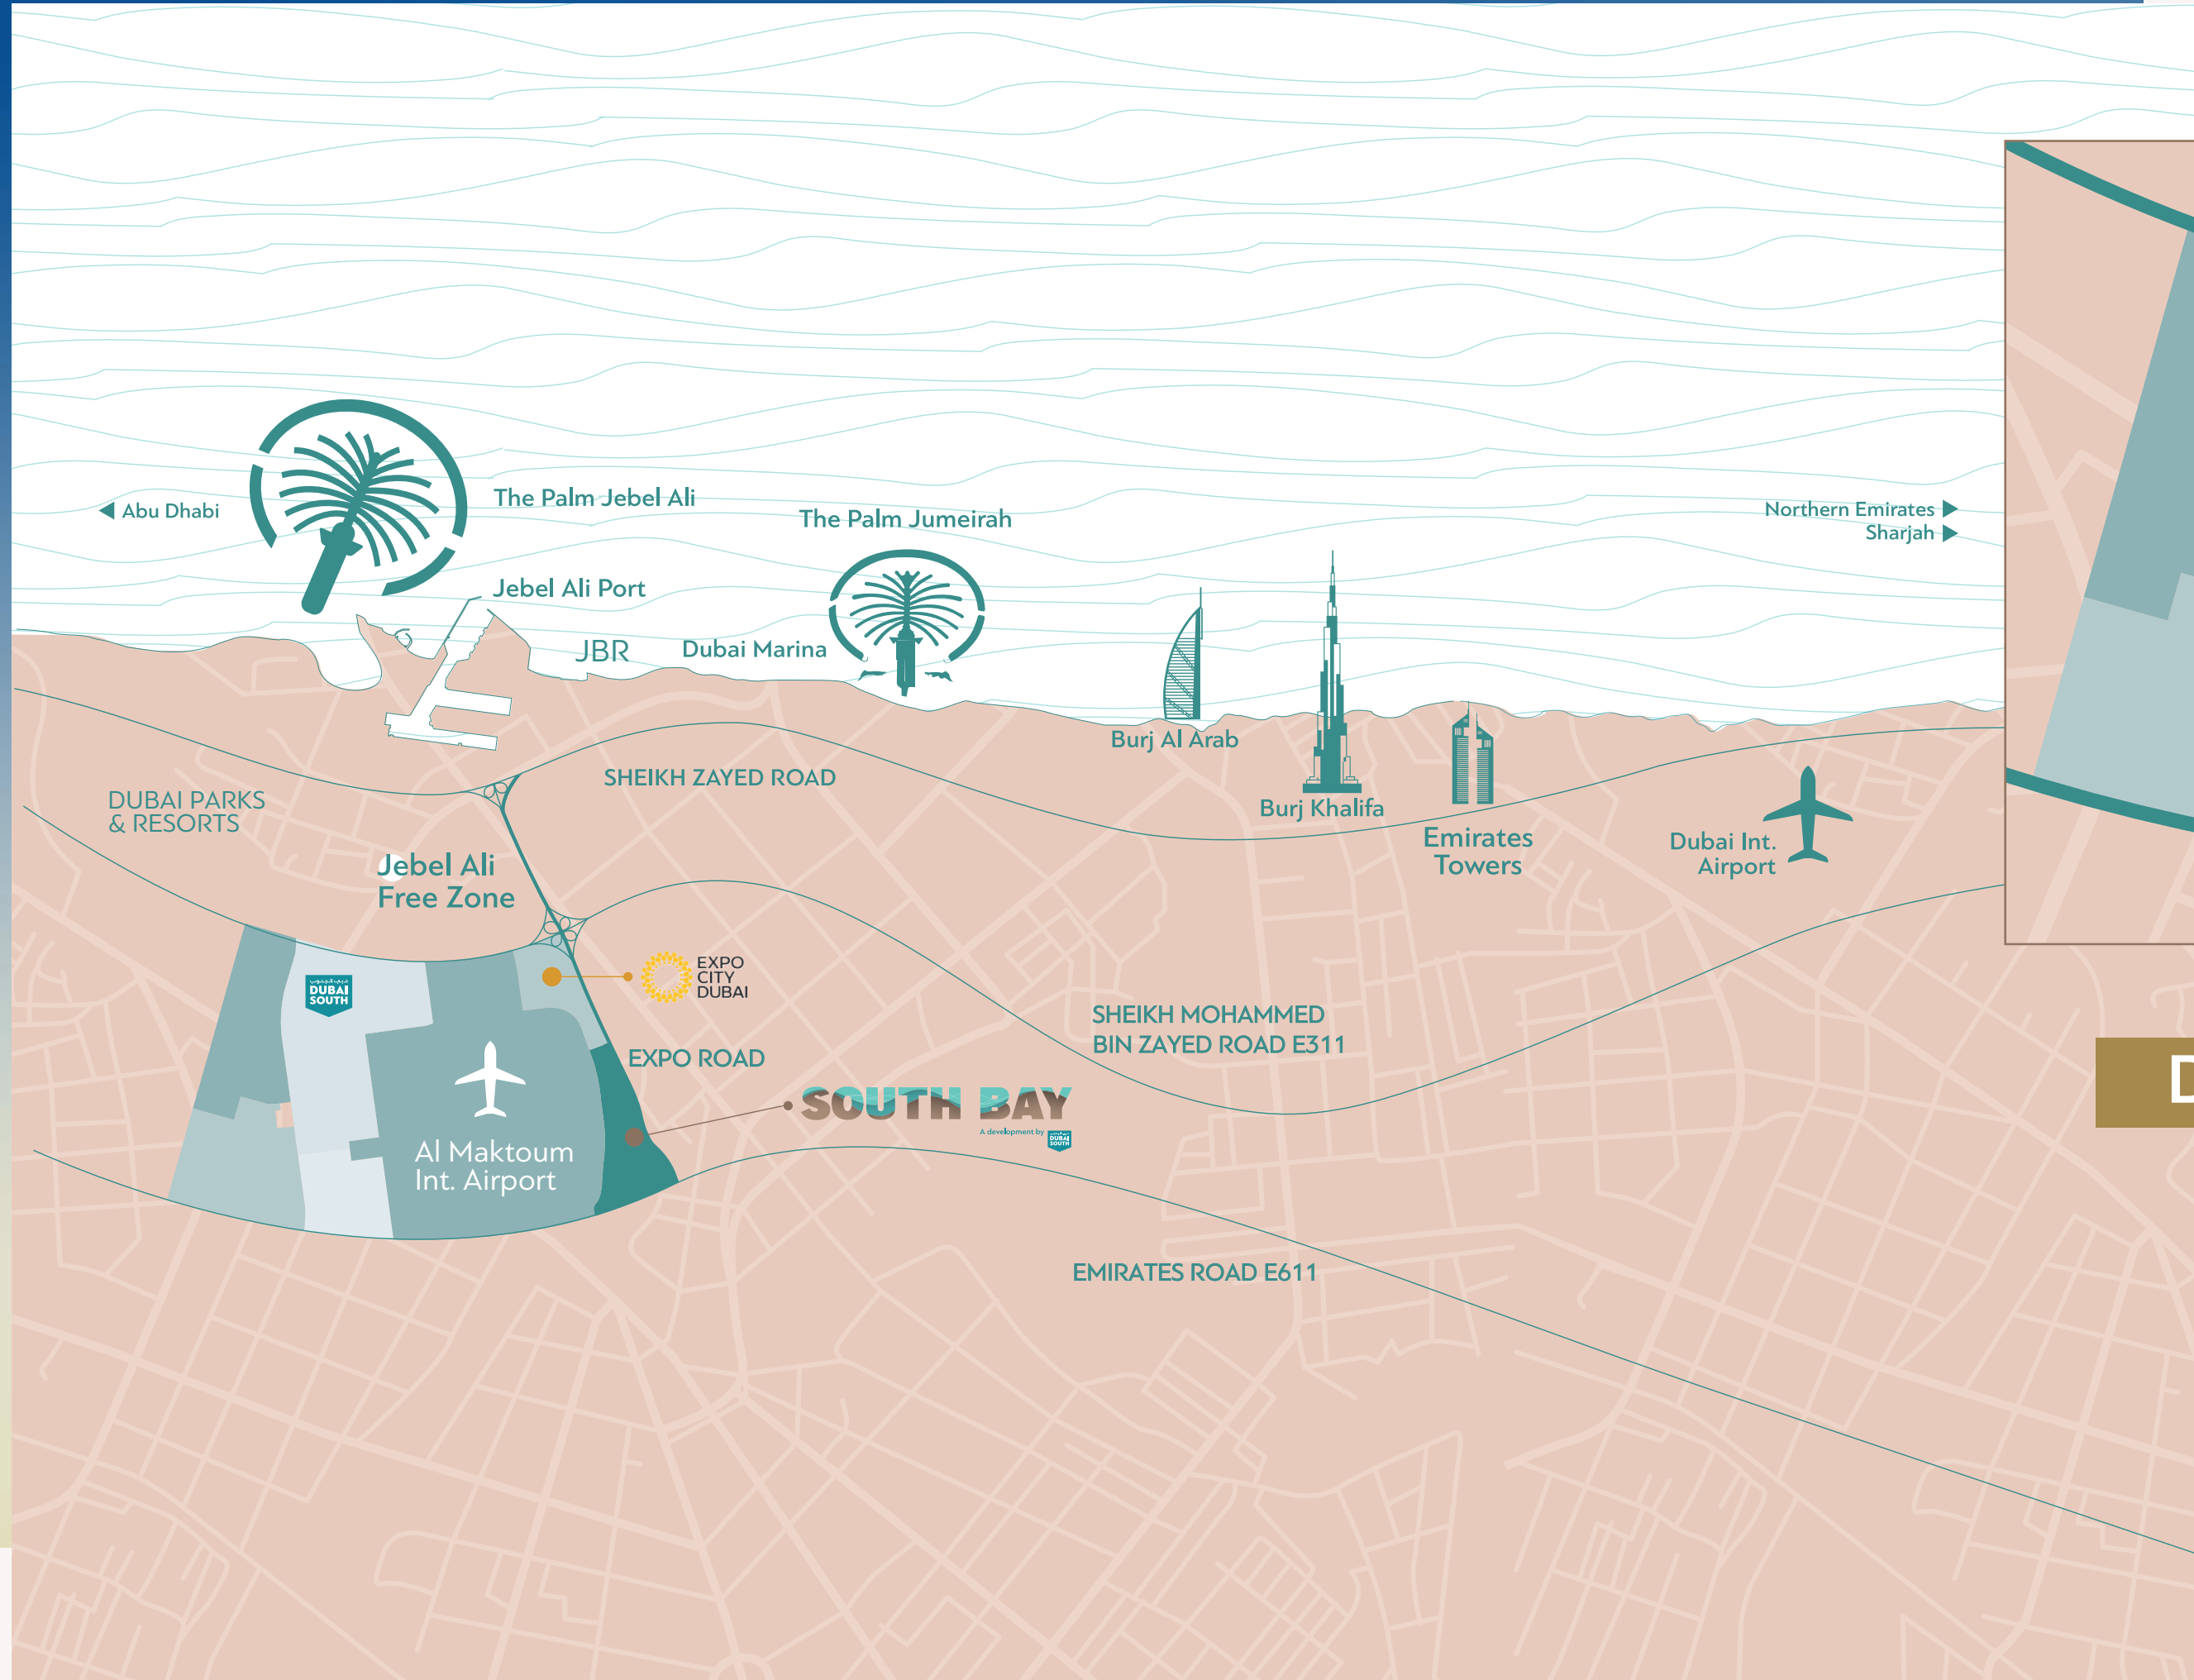 The Palm Jebel Ali
Abu Dhabi
The Palm Jumeirah
Northern Emirates
Sharjah
Jebel Ali Port
JBR
Dubai Marina
Burj Al Arab
SHEIKH ZAYED ROAD
DUBAI PARKS
& RESORTS
Burj Khalifa
Emirates
Towers
Dubai Int.
Airport
Jebel Ali
Free Zone
EXPO
CITY
DUBAI
DUBAI
SOUTH
SHEIKH MOHAMMED
BIN ZAYED ROAD E311
EXPO ROAD
SOUTH BAY
A development by
DUBAI
SOUTH
Al Maktoum
Int. Airport
EMIRATES ROAD E611
D